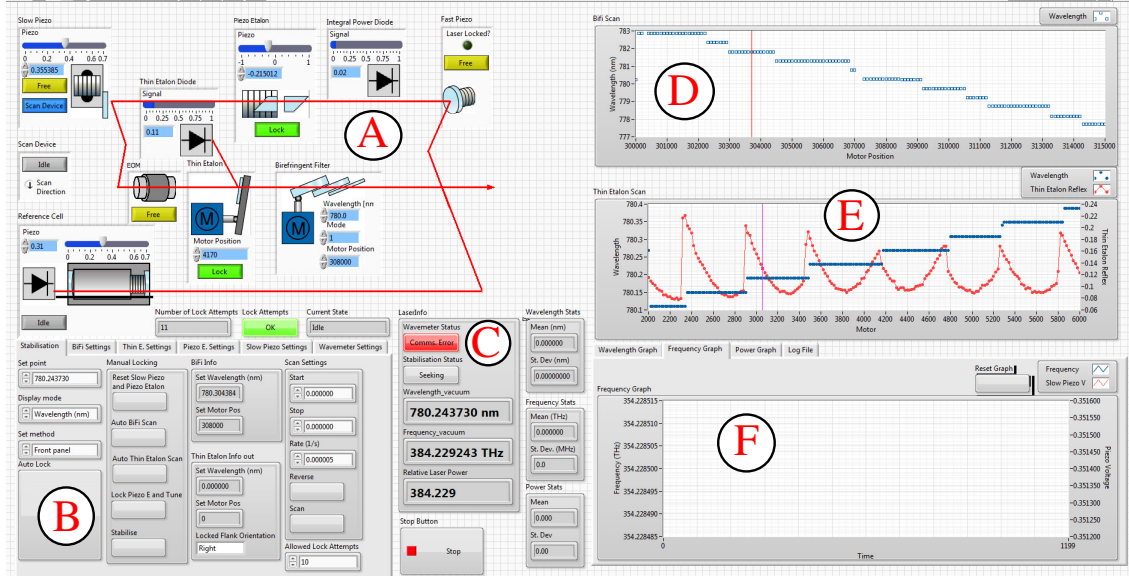 Slow Piezo
Piezo
0 0.2 0.4 0.6 0.7
0.355385
Free
Scan Device
Piezo Etalon
Piezo
-1 0 1
-0.215012
Lock
Integral Power Diode
Signal
0 0.25 0.5 0.75 1
0.02
Fast Piezo
Laser Locked?
Free
Thin Etalon Diode
Signal
0 0.25 0.5 0.75 1
0.11
A
Scan Device
Idle
Scan
Direction
EOM
Free
Thin Etalon
M
Motor Position
4170
Lock
Birefringent Filter
M
Wavelength [nn
780.0
Mode
1
Motor Position
308000
Reference Cell
Piezo
0.31
0 0.2 0.4 0.6 0.7
Idle
Number of Lock Attempts
11
Lock Attempts
OK
Current State
Idle
Stabilisation
BiFi Settings
Thin E. Settings
Piezo E. Settings
Slow Piezo Settings
Wavemeter Settings
Set point
780.243730
Display mode
Wavelength (nm)
Set method
Front panel
Auto Lock
B
Manual Locking
Reset Slow Piezo
and Piezo Etalon
Auto BiFi Scan
Auto Thin Etalon Scan
Lock Piezo E and Tune
Stabilise
BiFi Info
Set Wavelength (nm)
780.304384
Set Motor Pos
308000
Thin Etalon Info out
Set Wavelength (nm)
0.000000
Set Motor Pos
0
Locked Flank Orientation
Right
Scan Settings
Start
0.000000
Stop
0.000000
Rate (1/s)
0.000005
Reverse
Scan
Allowed Lock Attempts
10
LaserInfo
Wavemeter Status
Comms. Error.
C
Stabilisation Status
Seeking
Wavelength_vacuum
780.243730 nm
Frequency_vacuum
384.229243 THz
Relative Laser Power
384.229
Stop Button
Stop
Wavelength Stats
Mean (nm)
0.000000
St. Dev (nm)
0.00000000
Frequency Stats
Mean (THz)
0.000000
St. Dev. (MHz)
0.0
Power Stats
Mean
0.000
St. Dev
0.00
Bifi Scan
Wavelength
783
782
781
780
779
778
777
Wavelength (nm)
D
300000 301000 302000 303000 304000 305000 306000 307000 308000 309000 310000 311000 312000 313000 314000 315000
Motor Position
Wavelength
Thin Etalon Reflex
Thin Etalon Scan
E
780.4
780.35
780.3
780.25
780.2
780.15
780.1
Wavelength
0.24
0.22
0.2
0.18
0.16
0.14
0.12
0.1
0.08
0.06
Thin Etalon Reflex
2000 2200 2400 2600 2800 3000 3200 3400 3600 3800 4000 4200 4400 4600 4800 5000 5200 5400 5600 5800 6000
Motor
Wavelength Graph
Frequency Graph
Power Graph
Log File
Reset Graph
Frequency
Slow Piezo V
Frequency Graph
354.228515
354.228510
354.228505
354.228500
354.228495
354.228490
354.228485
Frequency (THz)
F
-0.351600
-0.351550
-0.351500
-0.351450
-0.351400
-0.351350
-0.351300
-0.351250
-0.351200
Piezo Voltage
0 1199
Time